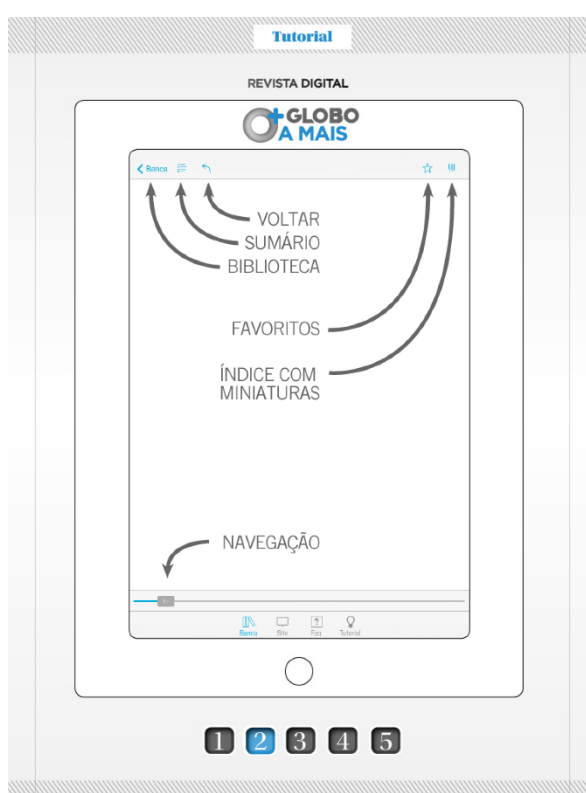 Tutorial
REVISTA DIGITAL
+GLOBO
A MAIS
Banca
VOLTAR
SUMÁRIO
BIBLIOTECA
FAVORITOS
ÍNDICE COM
MINIATURAS
NAVEGAÇÃO
Banca Site Faq Tutorial
1 2 3 4 5